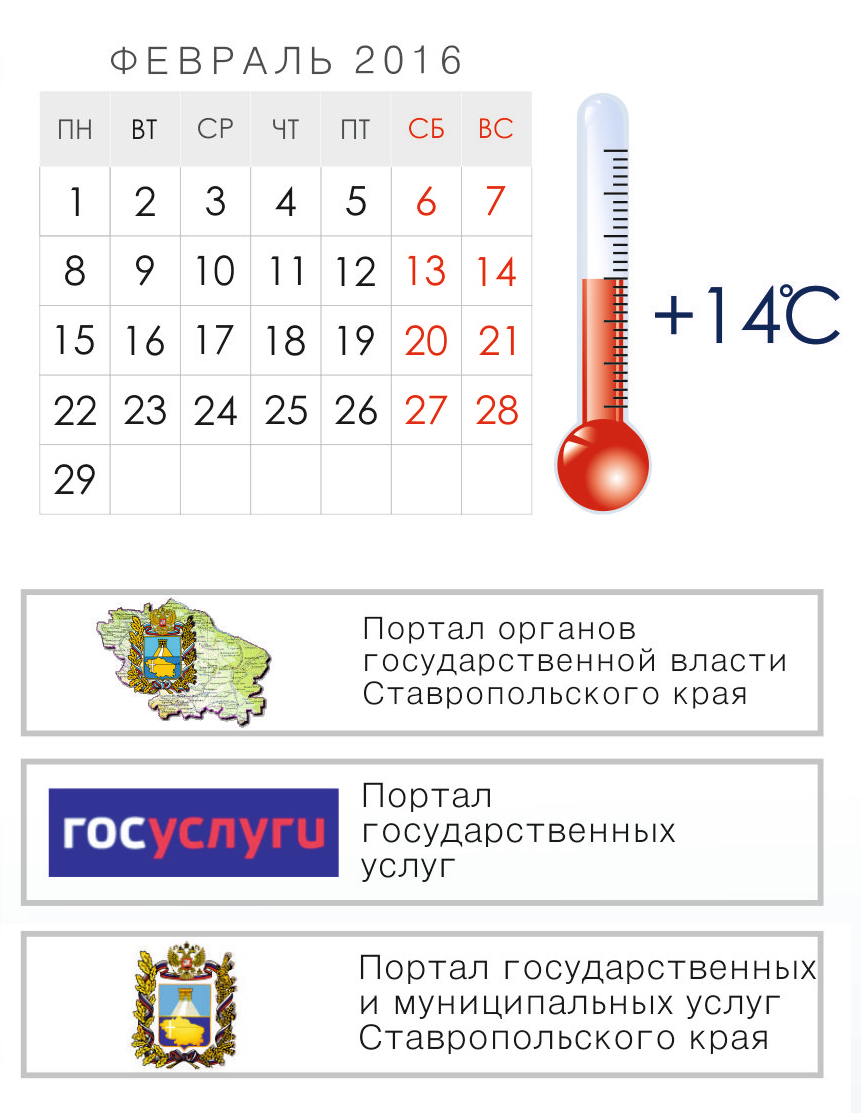 ФЕВРАЛЬ 2016
ПН ВТ СР ЧТ ПТ СБ ВС
1 2 3 4 5 6 7
8 9 10 11 12 13 14
15 16 17 18 19 20 21
22 23 24 25 26 27 28
29
+14°C
Портал органов
государственной власти
Ставропольского края
госуслуги
Портал
государственных
услуг
Портал государственных
и муниципальных услуг
Ставропольского края